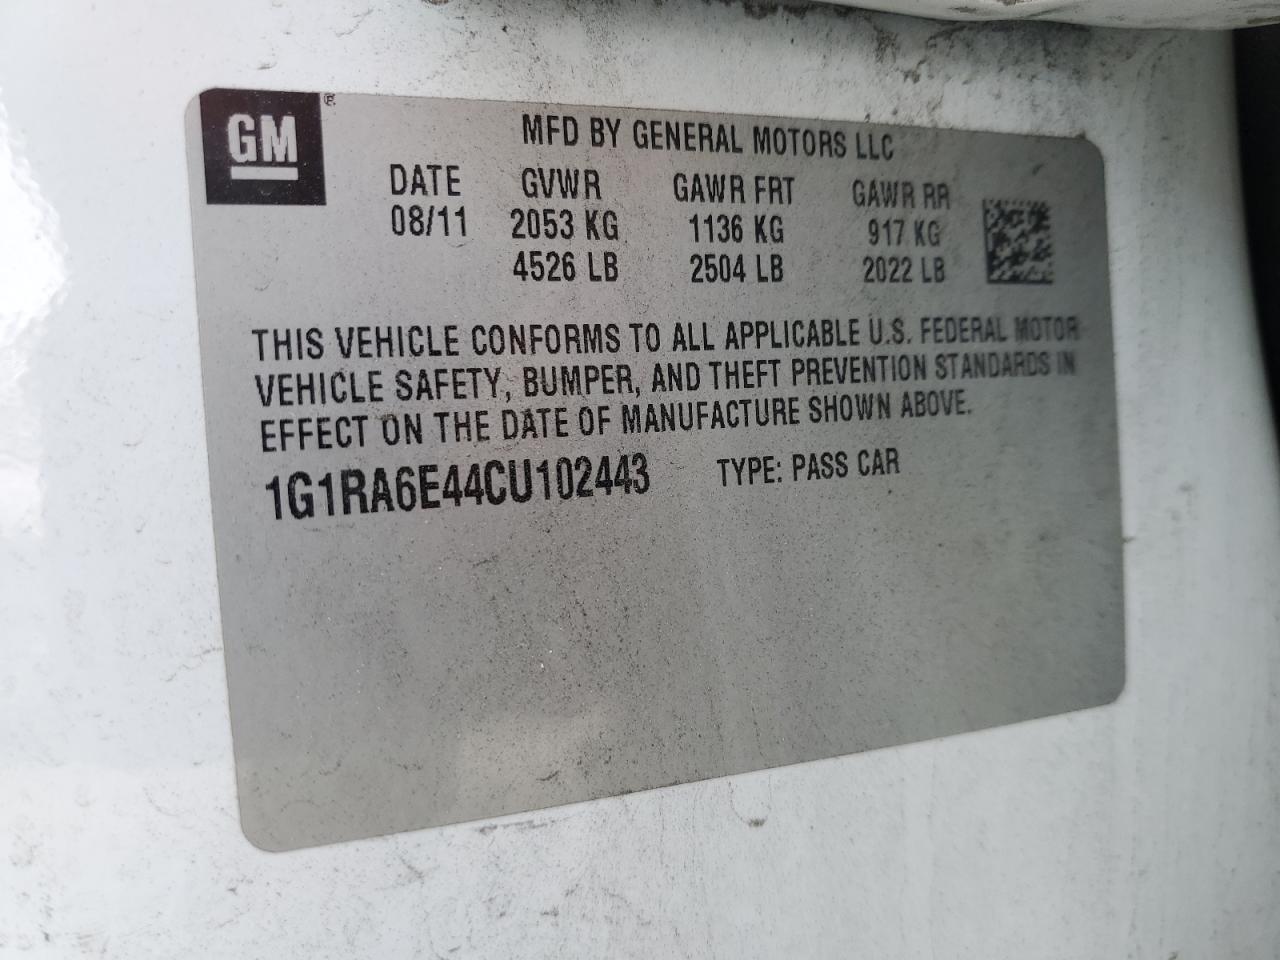 GM
MFD BY GENERAL MOTORS LLC
DATE GVWR GAWR FRT GAWR RR
08/11 2053 KG 1136 KG 917 KG
4526 LB 2504 LB 2022 LB
THIS VEHICLE CONFORMS TO ALL APPLICABLE U.S. FEDERAL MOTOR
VEHICLE SAFETY, BUMPER, AND THEFT PREVENTION STANDARDS IN
EFFECT ON THE DATE OF MANUFACTURE SHOWN ABOVE.
1G1RA6E44CU102443 TYPE: PASS CAR